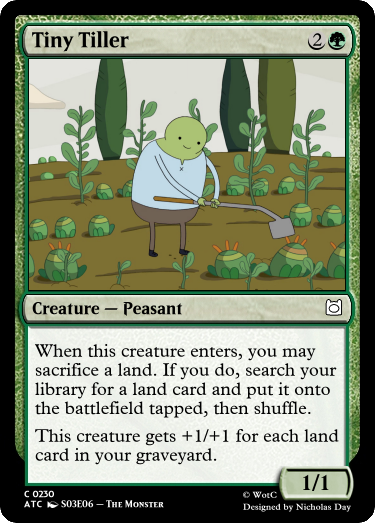 Tiny Tiller 2
Creature — Peasant
When this creature enters, you may
sacrifice a land. If you do, search your
library for a land card and put it onto
the battlefield tapped, then shuffle.
This creature gets +1/+1 for each land
card in your graveyard.
1/1
C 0230
ATC S03E06 – The Monster
© WotC
Designed by Nicholas Day